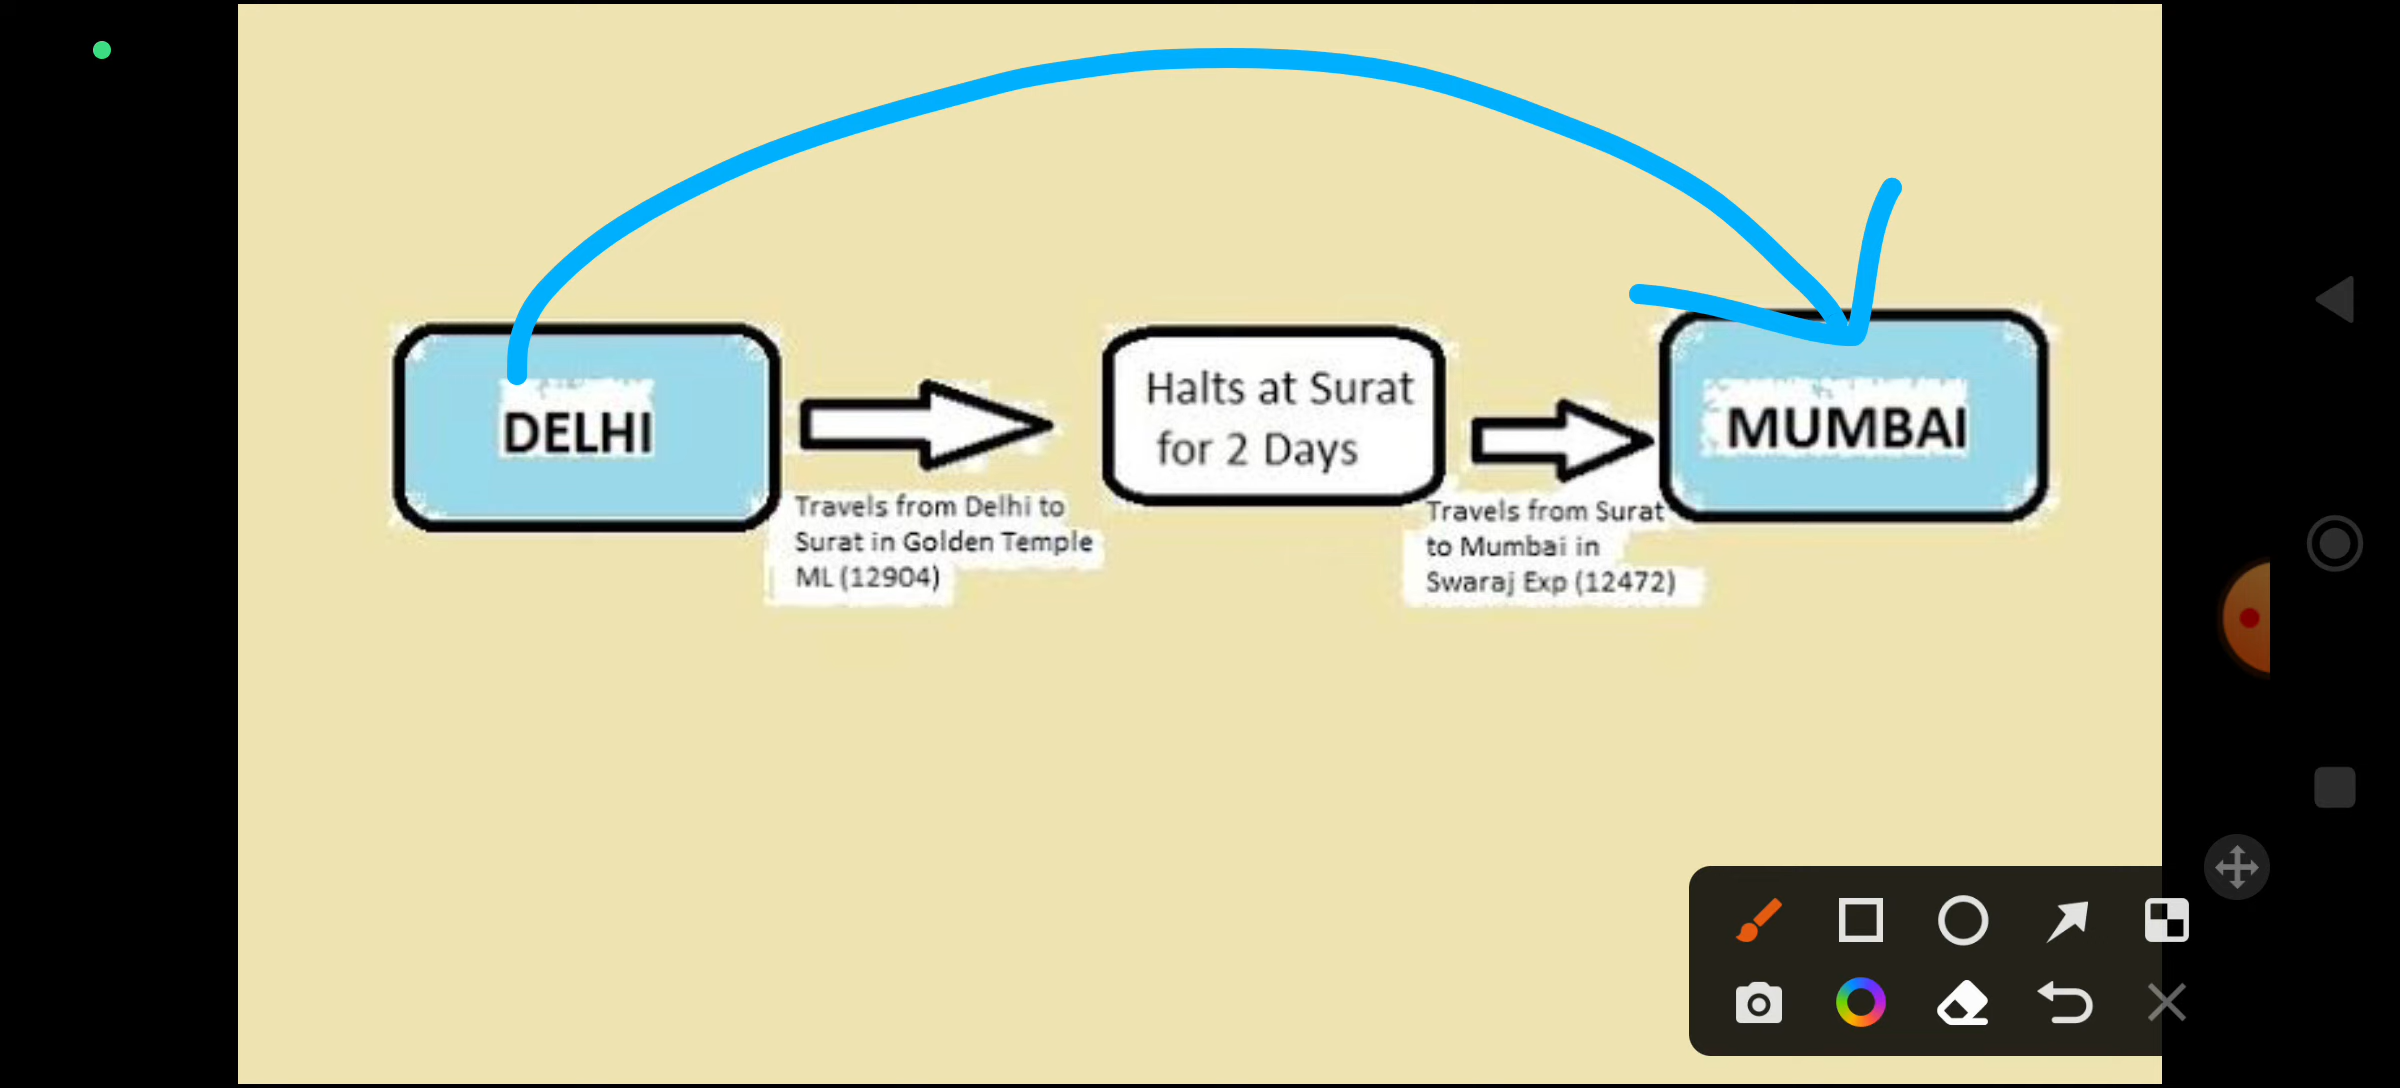 DELHI
Halts at Surat
for 2 Days
MUMBAI
Travels from Delhi to
Surat in Golden Temple
ML (12904)
Travels from Surat
to Mumbai in
Swaraj Exp (12472)